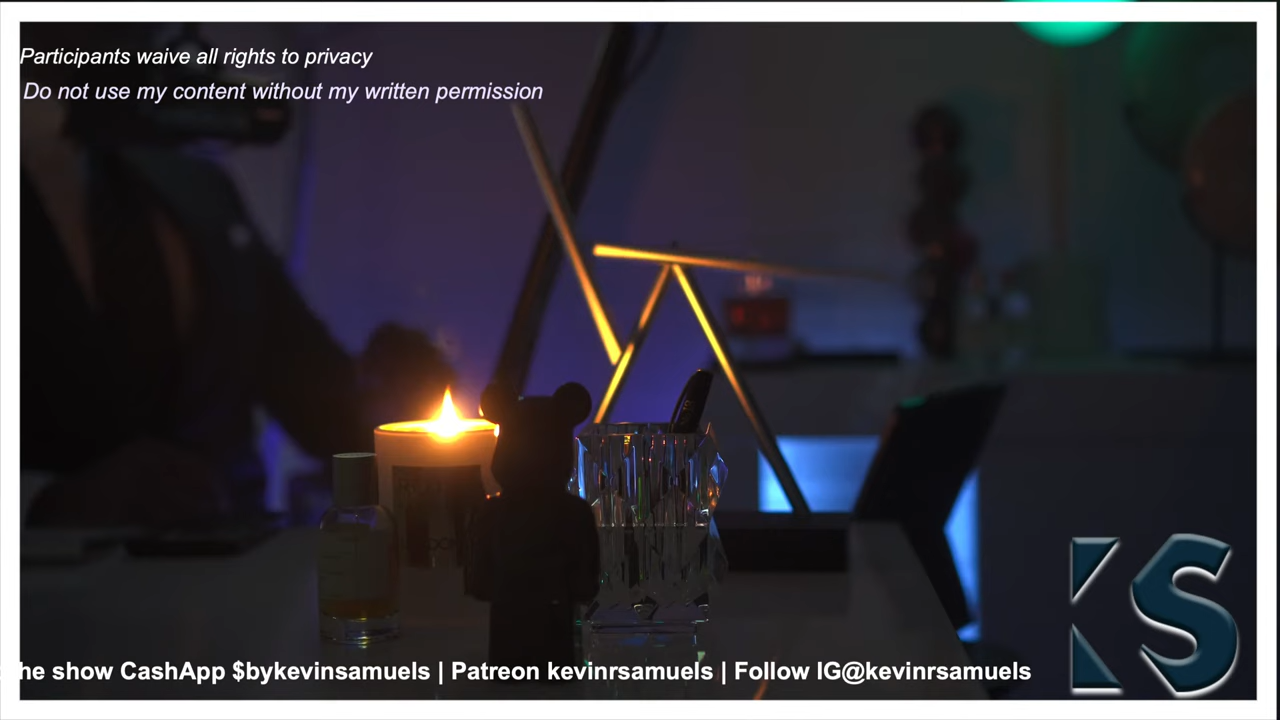 Participants waive all rights to privacy
Do not use my content without my written permission
he show CashApp $bykevinsamuels | Patreon kevinrsamuels | Follow IG@kevinrsamuels
KS